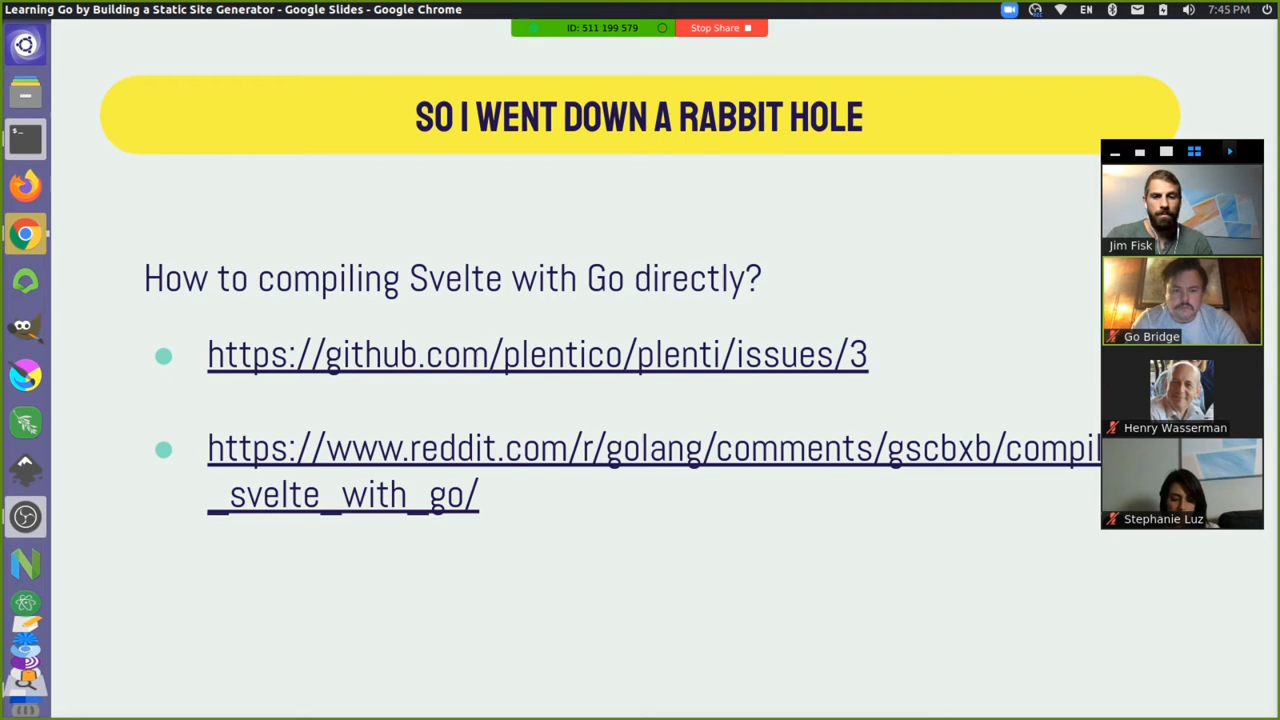 Learning Go by Building a Static Site Generator - Google Slides - Google Chrome
EN
7:45 PM
ID: 511 199 579
Stop Share
SO I WENT DOWN A RABBIT HOLE
How to compiling Svelte with Go directly?
https://github.com/plentico/plenti/issues/3
https://www.reddit.com/r/golang/comments/gscbxb/compil
_svelte_with_go/
Jim Fisk
Go Bridge
Henry Wasserman
Stephanie Luz
$_